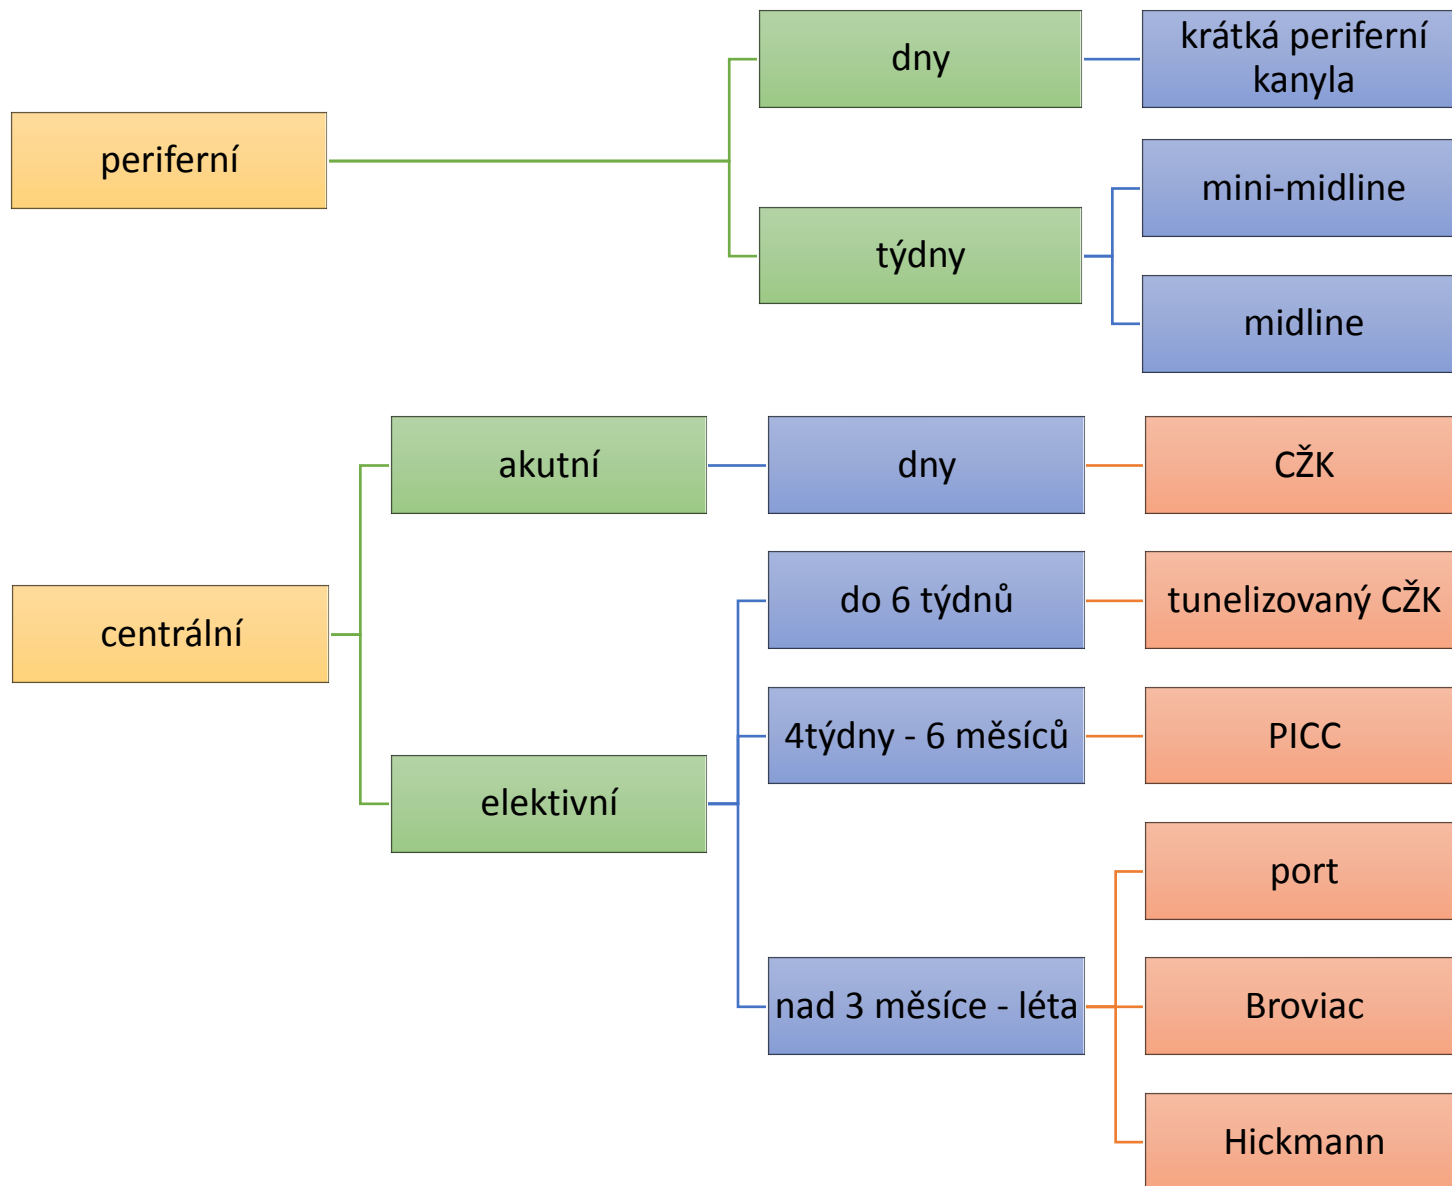 periferní
dny
krátká periferní
kanyla
týdny
mini-midline
midline
centrální
akutní
dny
CŽK
elektivní
do 6 týdnů
tunelizovaný CŽK
4týdny - 6 měsíců
PICC
nad 3 měsíce - léta
port
Broviac
Hickmann